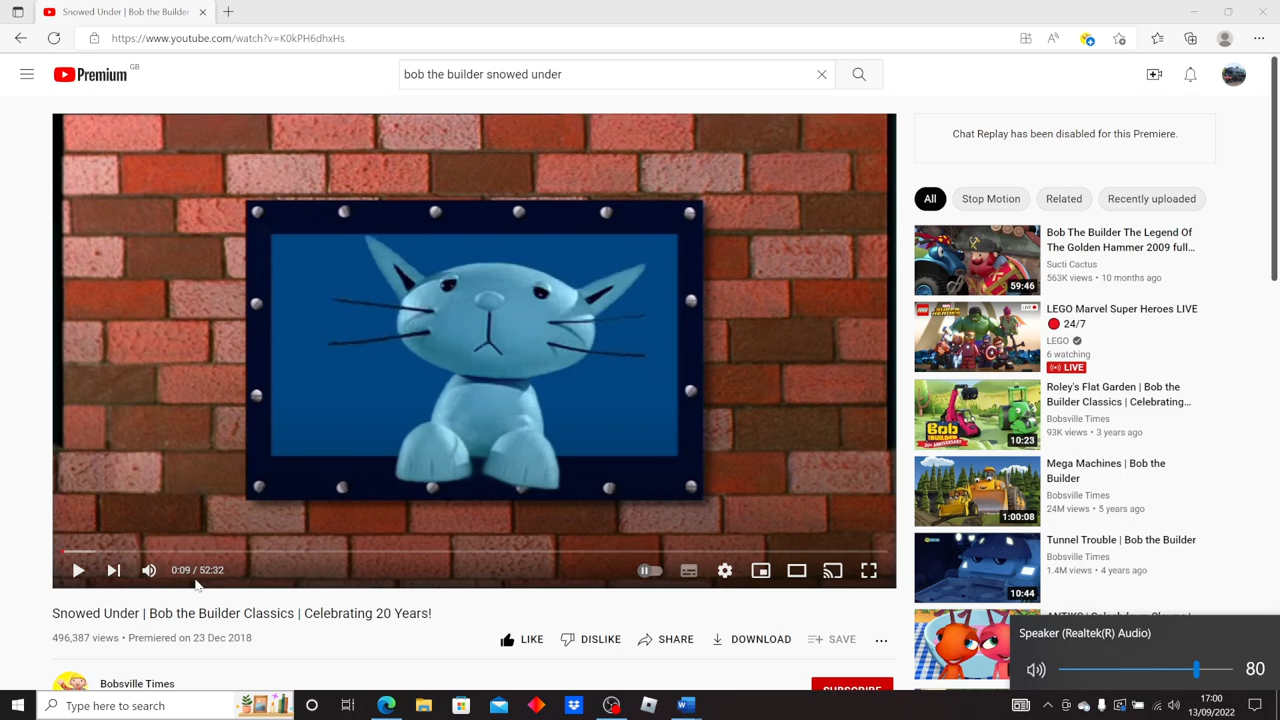 Snowed Under | Bob the Builder
https://www.youtube.com/watch?v=K0kPH6dhxHs
Premium GB
bob the builder snowed under
Chat Replay has been disabled for this Premiere.
All Stop Motion Related Recently uploaded
Bob The Builder The Legend Of
The Golden Hammer 2009 full...
Sucti Cactus
563K views • 10 months ago
59:46
LEGO Marvel Super Heroes LIVE
24/7
LEGO
6 watching
LIVE
LIVE
Roley's Flat Garden | Bob the
Builder Classics | Celebrating...
Bobsville Times
93K views • 3 years ago
10:23
Mega Machines | Bob the
Builder
Bobsville Times
24M views • 5 years ago
1:00:08
Tunnel Trouble | Bob the Builder
Bobsville Times
1.4M views • 4 years ago
10:44
0:09 / 52:32
Snowed Under | Bob the Builder Classics | Celebrating 20 Years!
496,387 views • Premiered on 23 Dec 2018
LIKE DISLIKE SHARE DOWNLOAD SAVE
Bobsville Times
SUBSCRIBE
Speaker (Realtek(R) Audio)
80
Type here to search
17:00
13/09/2022